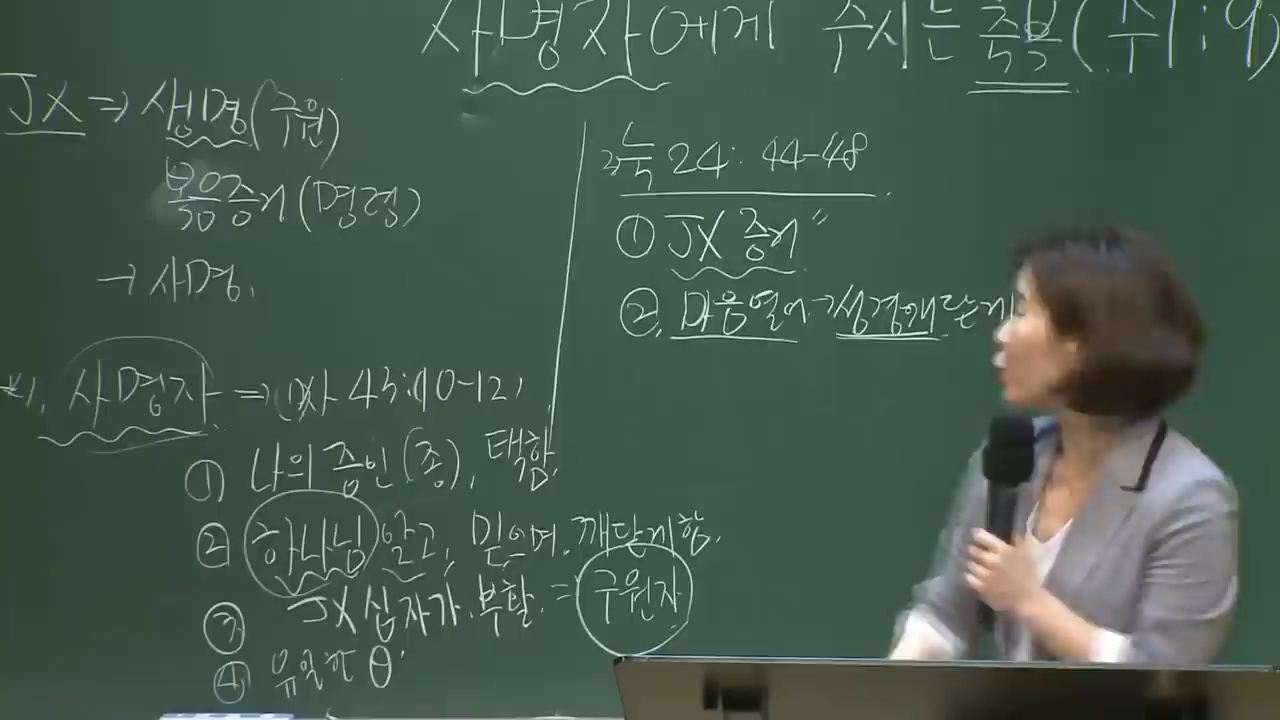 사명자에게 주시는 축복(수1:9)
JX ⇒ 생명(구원)
복음증거(명령)
→ 사명.
*1. 사명자 ⇒ (사 43:10-12)
① 나의 증인(종), 택함.
② 하나님 알고, 믿으며, 깨닫게함.
③ JX 십자가. 부활. = 구원자
④ 유일한
눅 24: 44-48
① JX 증거"
②. 마음열어→성경깨닫게